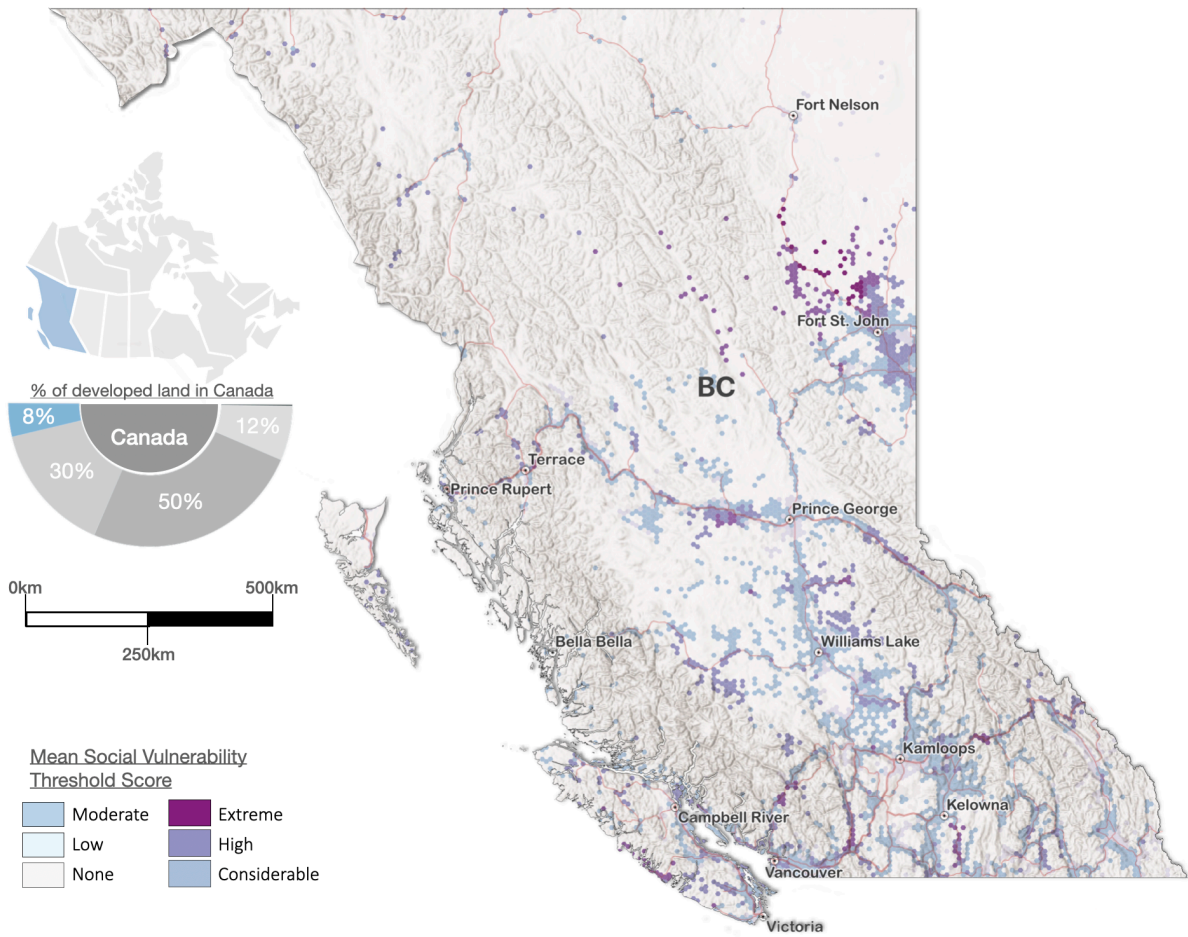 Fort Nelson
Fort St. John
% of developed land in Canada
8%
12%
Canada
30%
50%
BC
Terrace
Prince Rupert
Prince George
0km
500km
250km
Bella Bella
Williams Lake
Mean Social Vulnerability
Threshold Score
Moderate
Extreme
Low
High
None
Considerable
Kamloops
Kelowna
Campbell River
Vancouver
Victoria